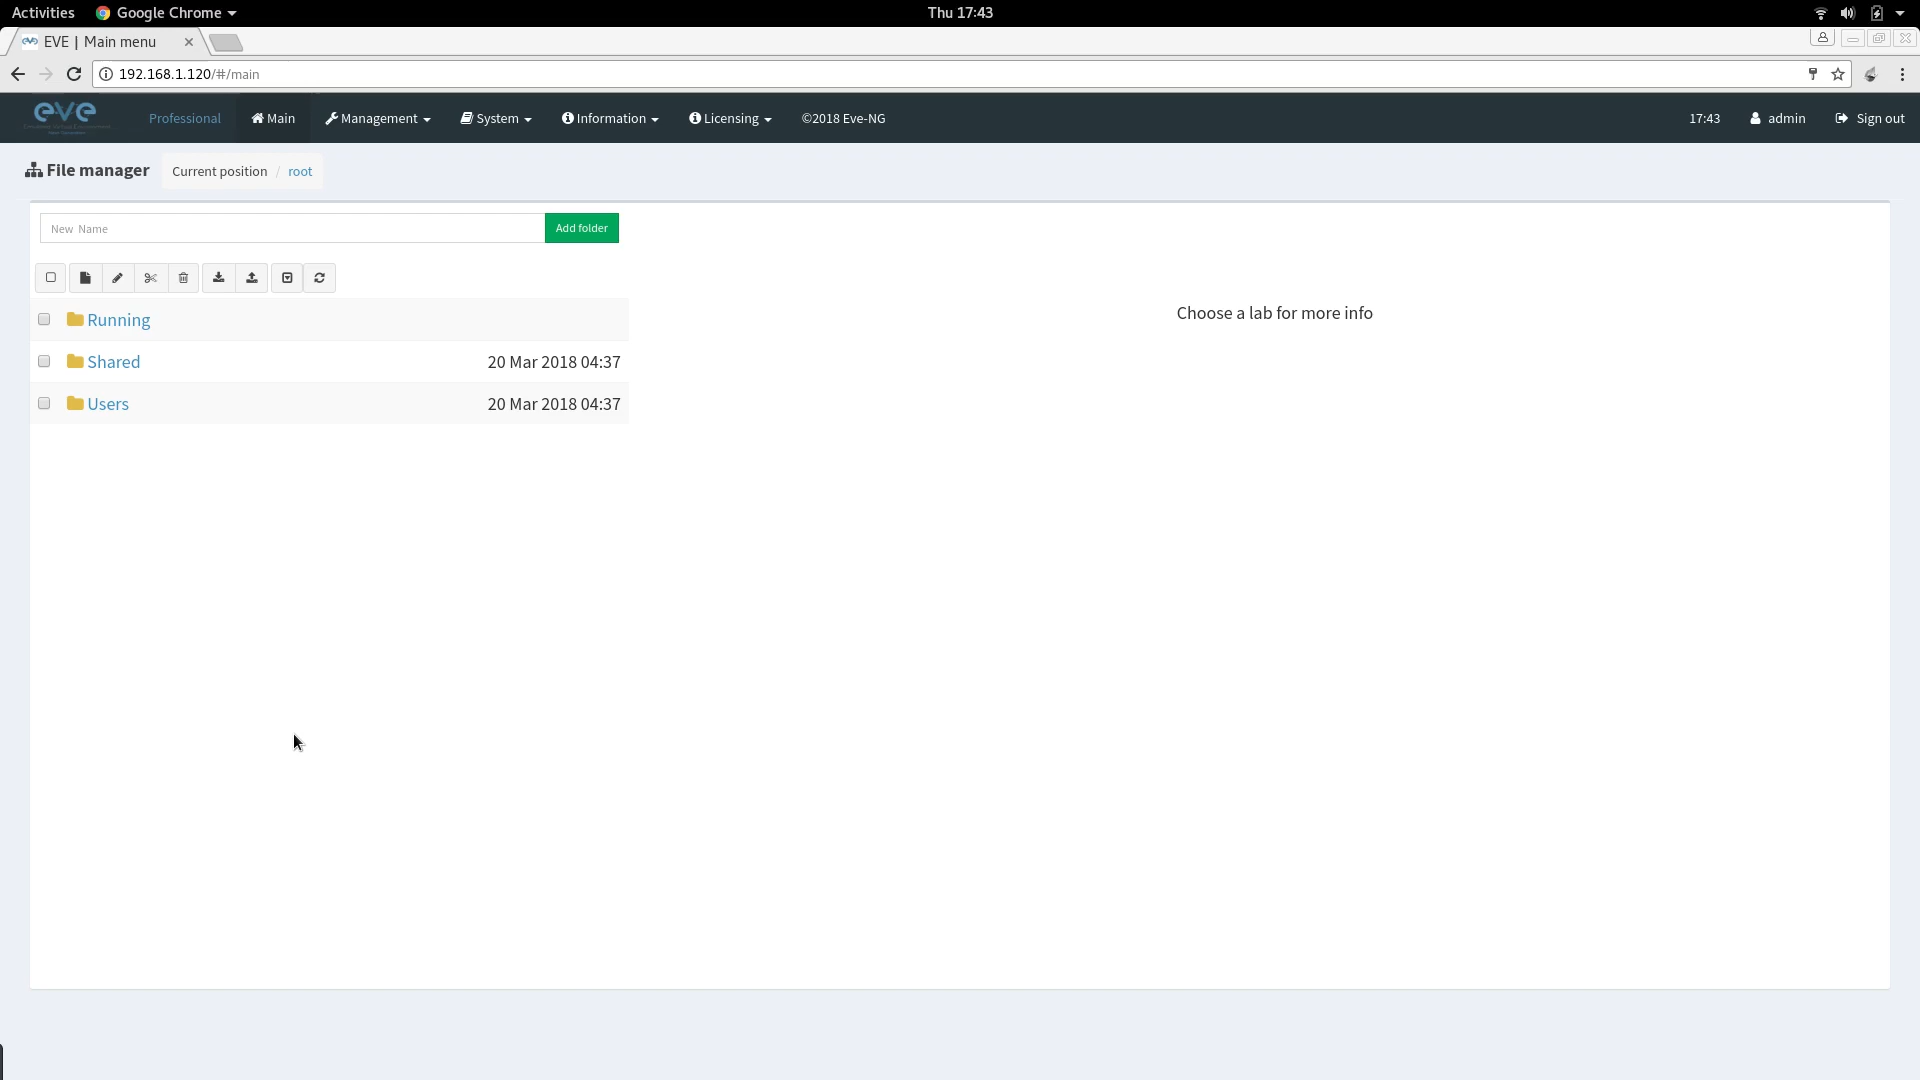 Activities Google Chrome Thu 17:43
EVE | Main menu
192.168.1.120/#/main
eve Professional Main Management System Information Licensing ©2018 Eve-NG 17:43 admin Sign out
File manager Current position / root
New Name Add folder
Running
Choose a lab for more info
Shared 20 Mar 2018 04:37
Users 20 Mar 2018 04:37